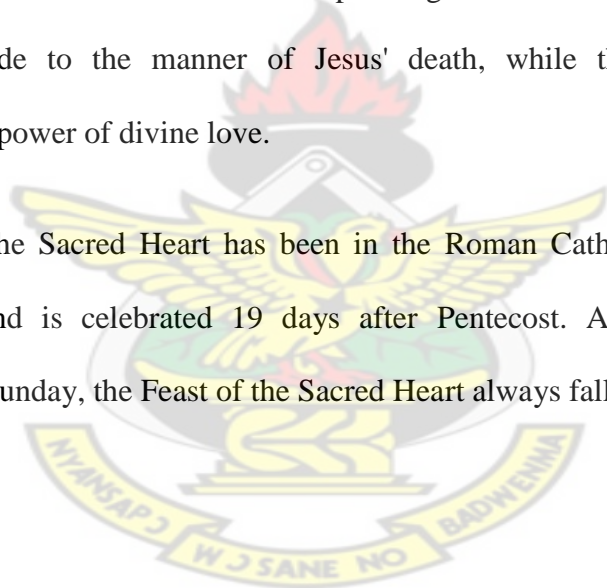 de to the manner of Jesus' death, while t
power of divine love.
he Sacred Heart has been in the Roman Cath
nd is celebrated 19 days after Pentecost. A
unday, the Feast of the Sacred Heart always fall
NYANSAPƆ WƆSANE NO BADWENMA